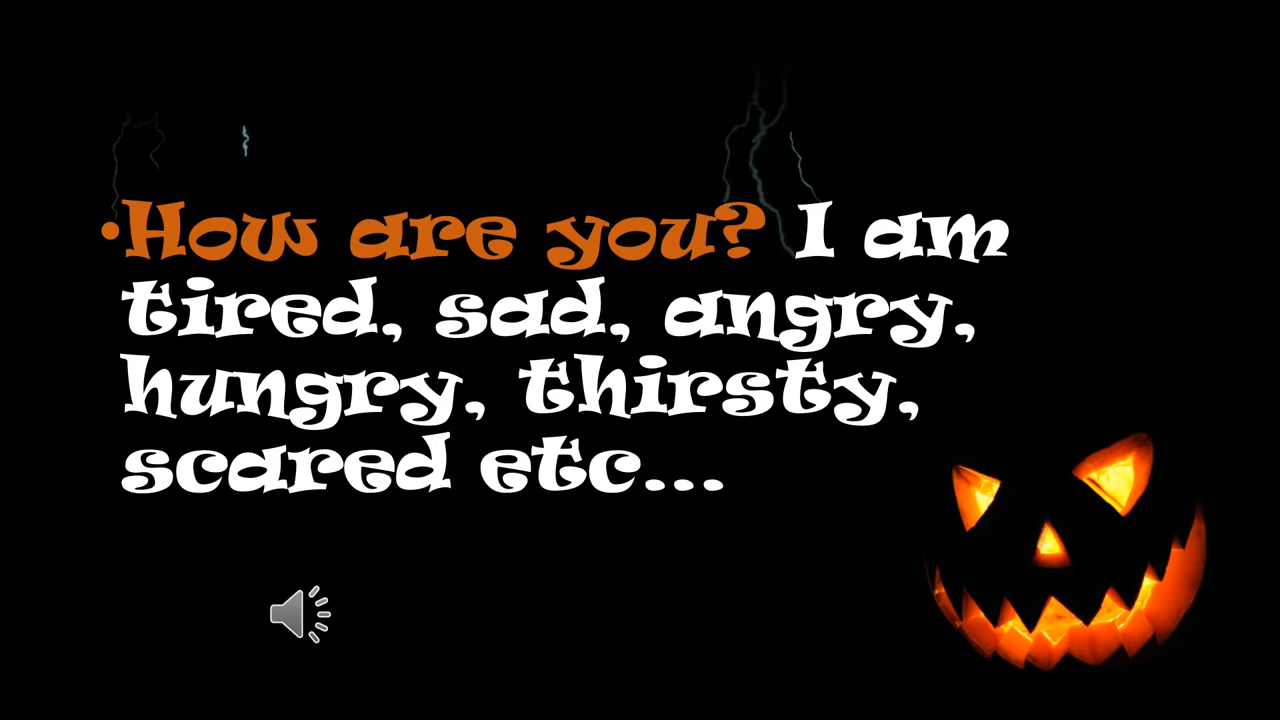 •How are you? I am
tired, sad, angry,
hungry, thirsty,
scared etc...